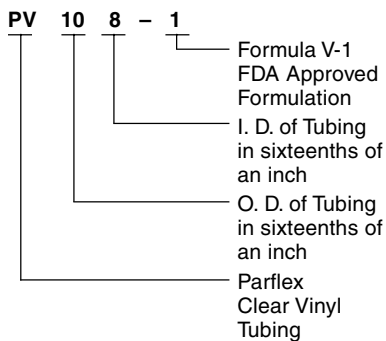 PV 10 8 – 1
Formula V-1
FDA Approved
Formulation
I. D. of Tubing
in sixteenths of
an inch
O. D. of Tubing
in sixteenths of
an inch
Parflex
Clear Vinyl
Tubing